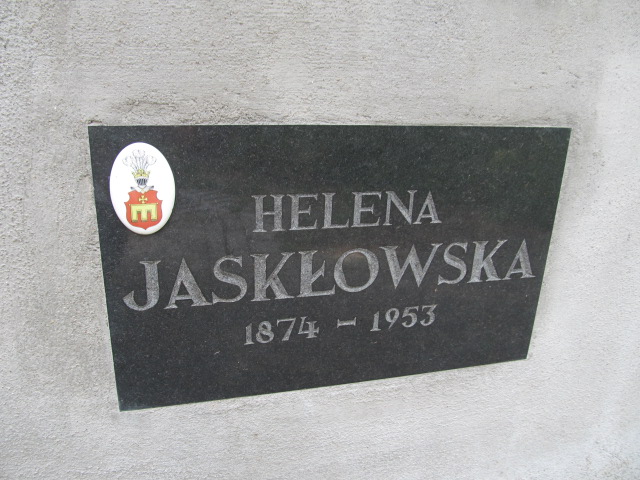 HELENA
JASKŁOWSKA
1874 - 1953